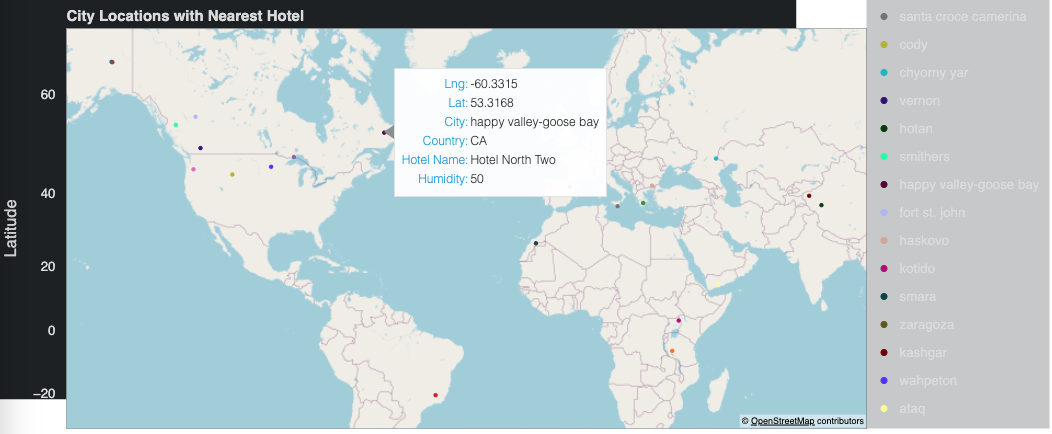 City Locations with Nearest Hotel
Latitude
60
40
20
0
−20
Lng: -60.3315
Lat: 53.3168
City: happy valley-goose bay
Country: CA
Hotel Name: Hotel North Two
Humidity: 50
© OpenStreetMap contributors
santa croce camerina
cody
chyorny yar
vernon
hotan
smithers
happy valley-goose bay
fort st. john
haskovo
kotido
smara
zaragoza
kashgar
wahpeton
ataq